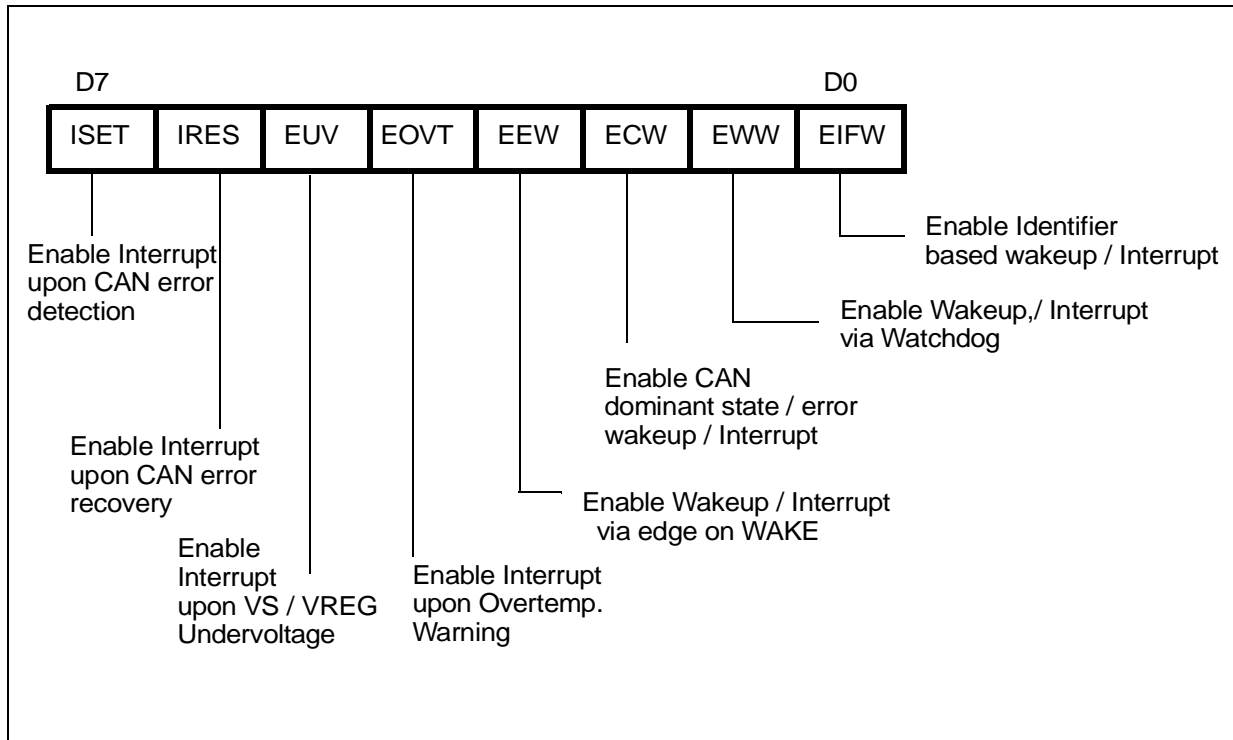 D7 D0
ISET IRES EUV EOVT EEW ECW EWW EIFW
Enable Interrupt
upon CAN error
detection
Enable Interrupt
upon CAN error
recovery
Enable
Interrupt
upon VS / VREG
Undervoltage
Enable Interrupt
upon Overtemp.
Warning
Enable Wakeup / Interrupt
via edge on WAKE
Enable CAN
dominant state / error
wakeup / Interrupt
Enable Wakeup,/ Interrupt
via Watchdog
Enable Identifier
based wakeup / Interrupt